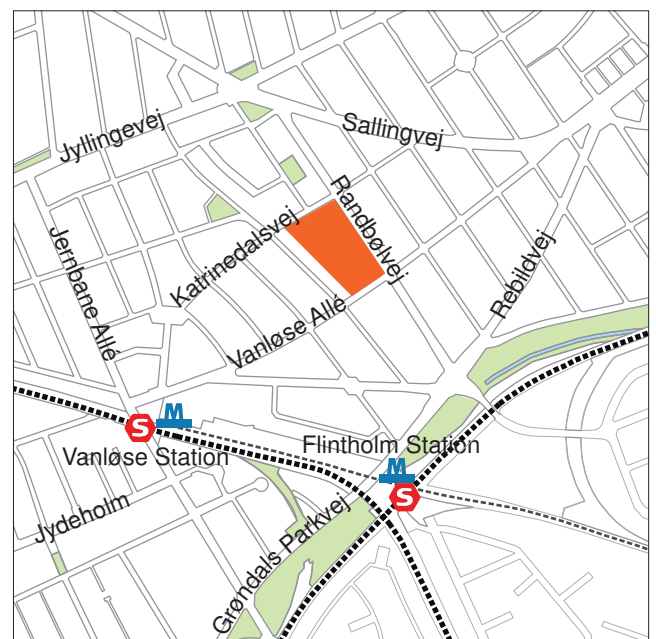 Jyllingevej
Sallingvej
Randbølvej
Katrinedalsvej
Jernbane Allé
Rebildvej
Vanløse Allé
M
S
Vanløse Station
Flintholm Station
M
S
Jydeholm
Grøndals Parkvej